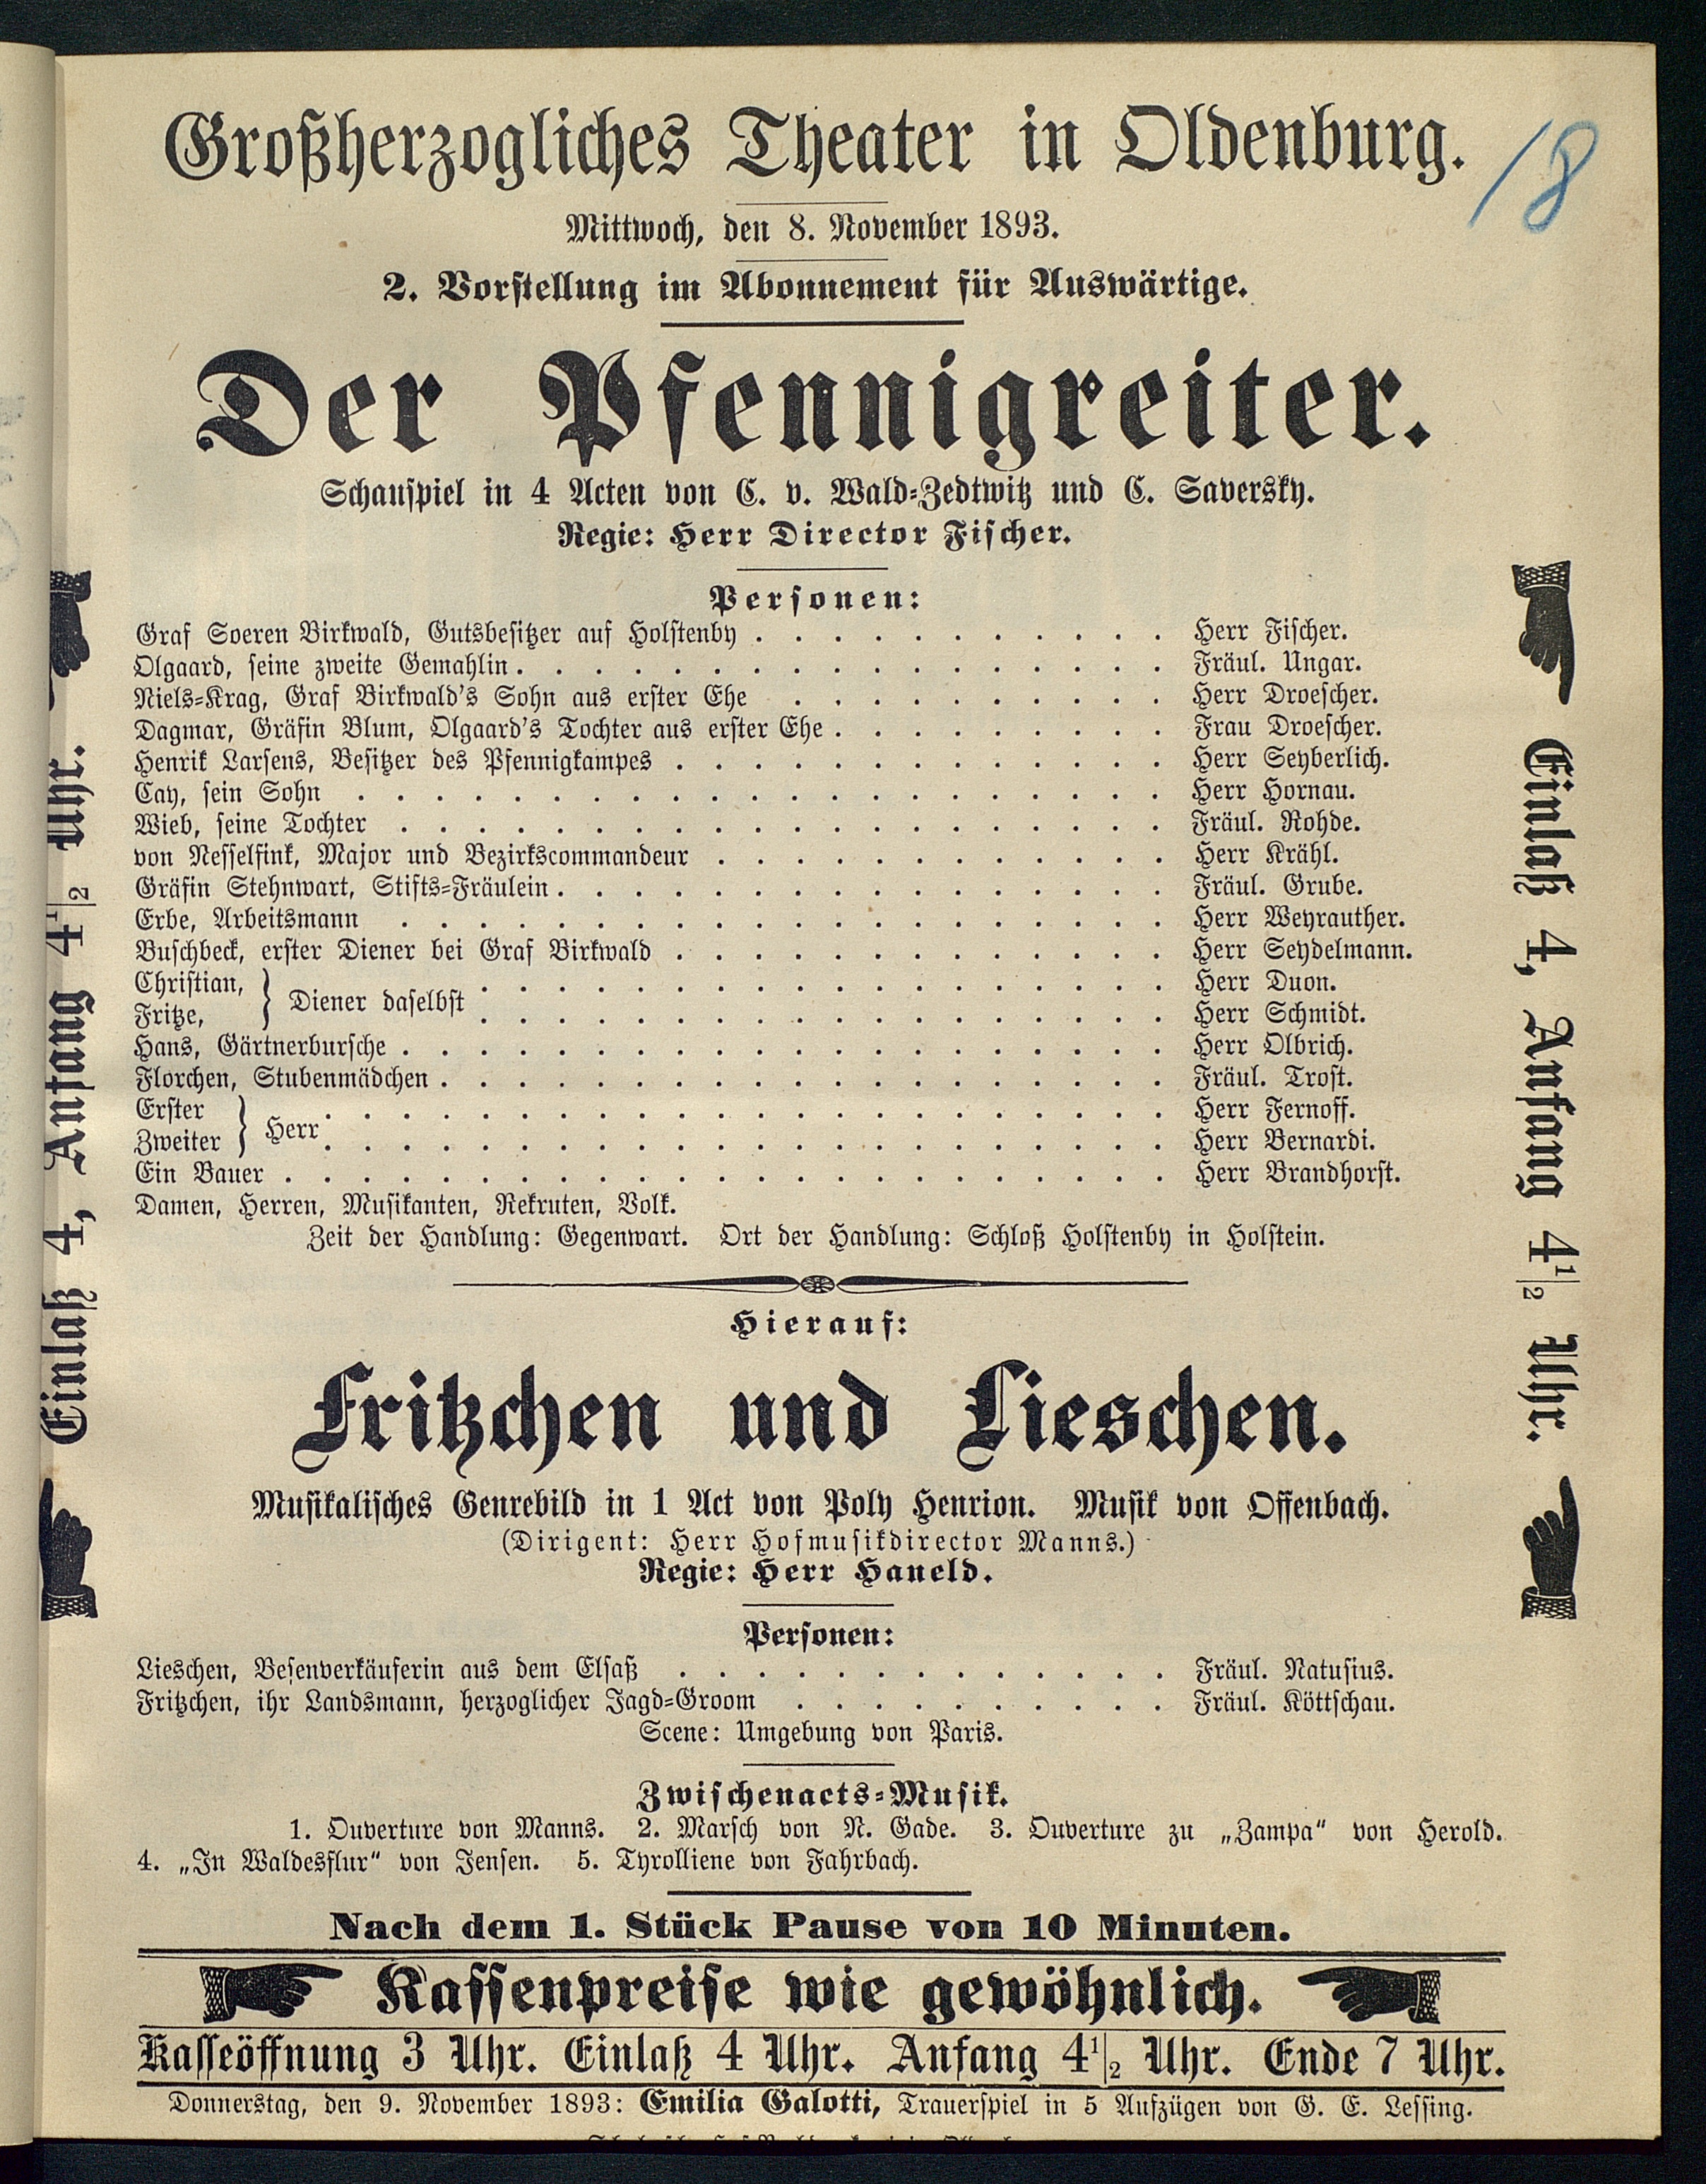 Großherzogliches Theater in Oldenburg.
18
Mittwoch, den 8. November 1893.
2. Vorstellung im Abonnement für Auswärtige.
Der Pfennigreiter.
Schauspiel in 4 Acten von C. v. Wald-Zedtwitz und C. Saversky.
Regie: Herr Director Fischer.
Personen:
Graf Soeren Birkwald, Gutsbesitzer auf Holstenby . . . . . . . . . . . Herr Fischer.
Olgaard, seine zweite Gemahlin . . . . . . . . . . . . . . . . . Fräul. Ungar.
Niels-Krag, Graf Birkwald's Sohn aus erster Ehe . . . . . . . . . . Herr Droescher.
Dagmar, Gräfin Blum, Olgaard's Tochter aus erster Ehe . . . . . . . . . Frau Droescher.
Henrik Larsens, Besitzer des Pfennigkampes . . . . . . . . . . . . . Herr Seyberlich.
Cay, sein Sohn . . . . . . . . . . . . . . . . . . . . . Herr Hornau.
Wieb, seine Tochter . . . . . . . . . . . . . . . . . . . . Fräul. Rohde.
von Nesselfink, Major und Bezirkscommandeur . . . . . . . . . . . . Herr Krähl.
Gräfin Stehnwart, Stifts-Fräulein . . . . . . . . . . . . . . . . Fräul. Grube.
Erbe, Arbeitsmann . . . . . . . . . . . . . . . . . . . . Herr Weyrauther.
Buschbeck, erster Diener bei Graf Birkwald . . . . . . . . . . . . . Herr Seydelmann.
Christian, } Diener daselbst . . . . . . . . . . . . . . . . . . Herr Duon.
Fritze, . . . . . . . . . . . . . . . . . . Herr Schmidt.
Hans, Gärtnerbursche . . . . . . . . . . . . . . . . . . . . Herr Olbrich.
Florchen, Stubenmädchen . . . . . . . . . . . . . . . . . . . Fräul. Trost.
Erster } Herr . . . . . . . . . . . . . . . . . . . . . . Herr Fernoff.
Zweiter . . . . . . . . . . . . . . . . . . . . . . Herr Bernardi.
Ein Bauer . . . . . . . . . . . . . . . . . . . . . . . Herr Brandhorst.
Damen, Herren, Musikanten, Rekruten, Volk.
Zeit der Handlung: Gegenwart. Ort der Handlung: Schloß Holstenby in Holstein.
Einlaß 4, Anfang 4 1/2 Uhr.
Einlaß 4, Anfang 4 1/2 Uhr.
Hierauf:
Fritzchen und Lieschen.
Musikalisches Genrebild in 1 Act von Poly Henrion. Musik von Offenbach.
(Dirigent: Herr Hofmusikdirector Manns.)
Regie: Herr Haneld.
Personen:
Lieschen, Besenverkäuferin aus dem Elsaß . . . . . . . . . . . . . Fräul. Natusius.
Fritzchen, ihr Landsmann, herzoglicher Jagd-Groom . . . . . . . . . . Fräul. Köttschau.
Scene: Umgebung von Paris.
Zwischenacts-Musik.
1. Ouverture von Manns. 2. Marsch von N. Gade. 3. Ouverture zu „Zampa“ von Herold.
4. „In Waldesflur“ von Jensen. 5. Tyrolliene von Fahrbach.
Nach dem 1. Stück Pause von 10 Minuten.
Kassenpreise wie gewöhnlich.
Kasseöffnung 3 Uhr. Einlaß 4 Uhr. Anfang 4 1/2 Uhr. Ende 7 Uhr.
Donnerstag, den 9. November 1893: Emilia Galotti, Trauerspiel in 5 Aufzügen von G. E. Lessing.